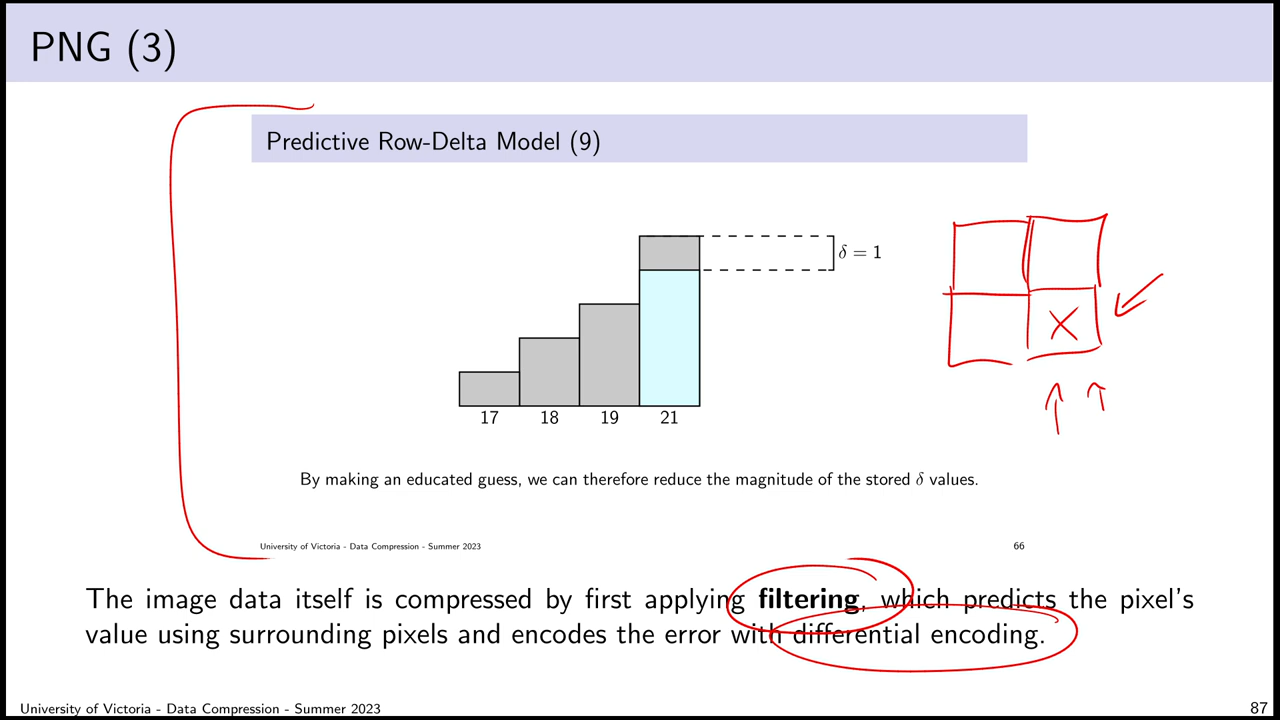 PNG (3)
Predictive Row-Delta Model (9)
δ = 1
17 18 19 21
X
By making an educated guess, we can therefore reduce the magnitude of the stored δ values.
University of Victoria - Data Compression - Summer 2023 66
The image data itself is compressed by first applying filtering, which predicts the pixel's
value using surrounding pixels and encodes the error with differential encoding.
University of Victoria - Data Compression - Summer 2023 87